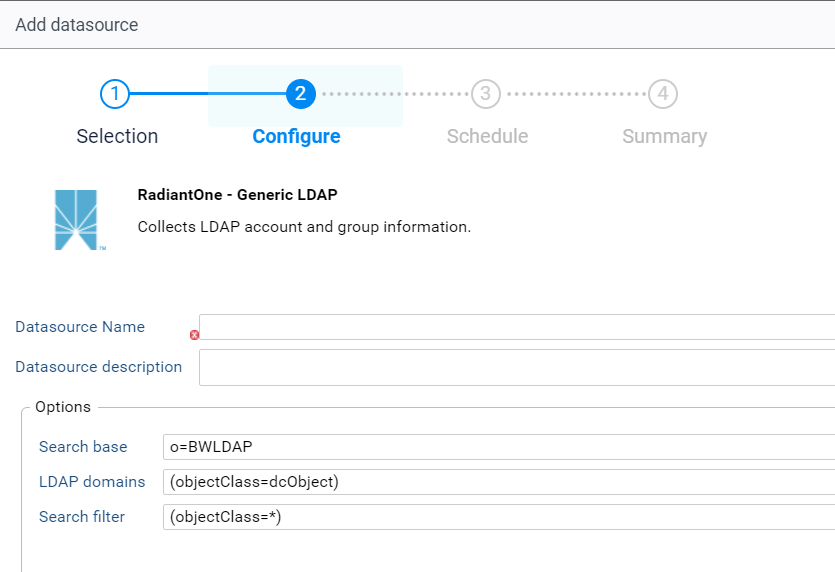 Add datasource
1 2 3 4
Selection Configure Schedule Summary
RadiantOne - Generic LDAP
Collects LDAP account and group information.
TM
Datasource Name
Datasource description
Options
Search base o=BWLDAP
LDAP domains (objectClass=dcObject)
Search filter (objectClass=*)